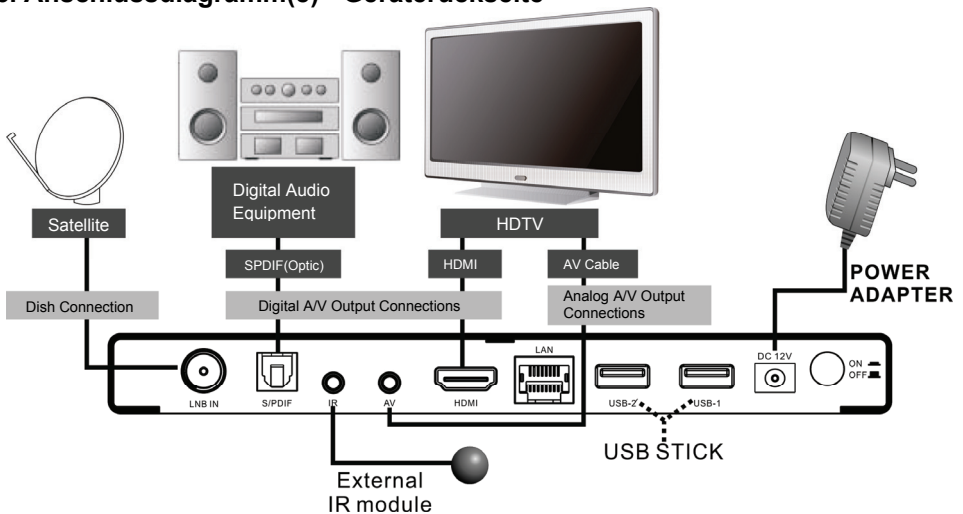 Anschlussdiagramm(e) - Geräterückseite
Satellite
Digital Audio
Equipment
HDTV
SPDIF(Optic)
HDMI
AV Cable
Dish Connection
Digital A/V Output Connections
Analog A/V Output
Connections
POWER
ADAPTER
LNB IN
S/PDIF
IR
AV
HDMI
LAN
USB-2
USB-1
DC 12V
ON
OFF
USB STICK
External
IR module